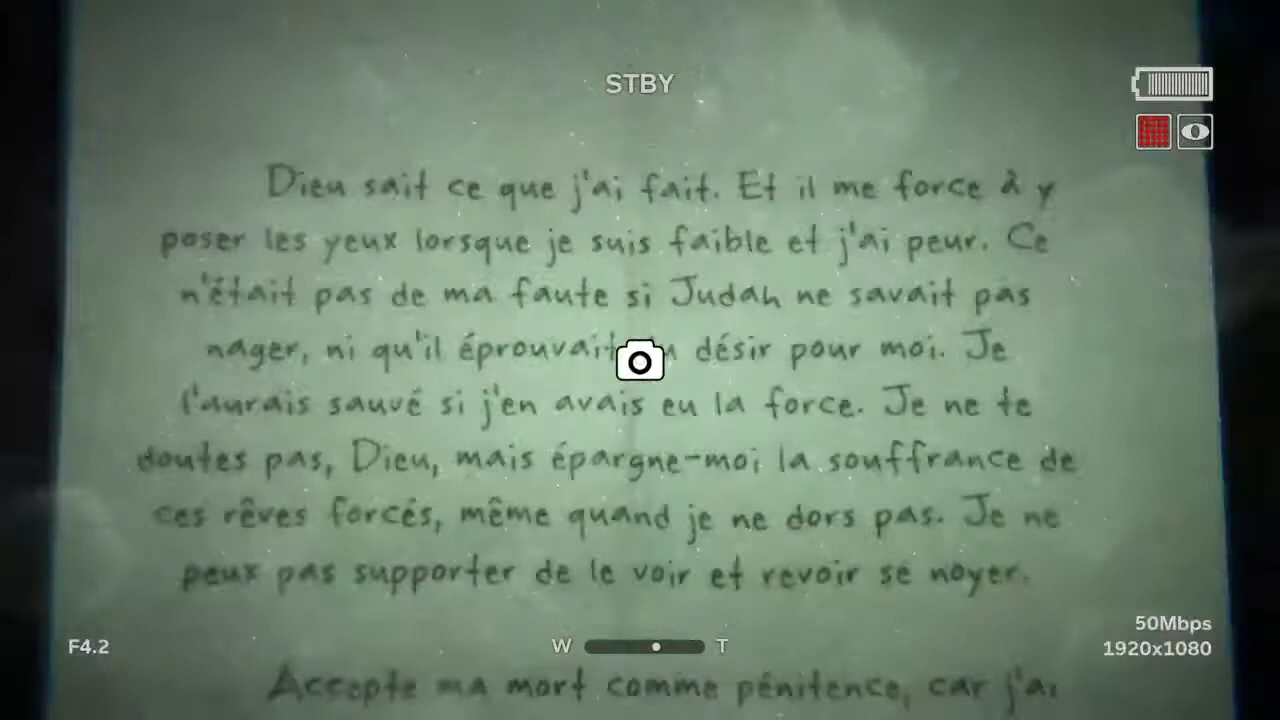 STBY
Dieu sait ce que j'ai fait. Et il me force à y
poser les yeux lorsque je suis faible et j'ai peur. Ce
n'était pas de ma faute si Judah ne savait pas
nager, ni qu'il éprouvait désir pour moi. Je
l'aurais sauvé si j'en avais eu la force. Je ne te
doutes pas, Dieu, mais épargne-moi la souffrance de
ces rêves forcés, même quand je ne dors pas. Je ne
peux pas supporter de le voir et revoir se noyer.
50Mbps
F4.2
W T
1920x1080
Accepte ma mort comme pénitence, car j'ai